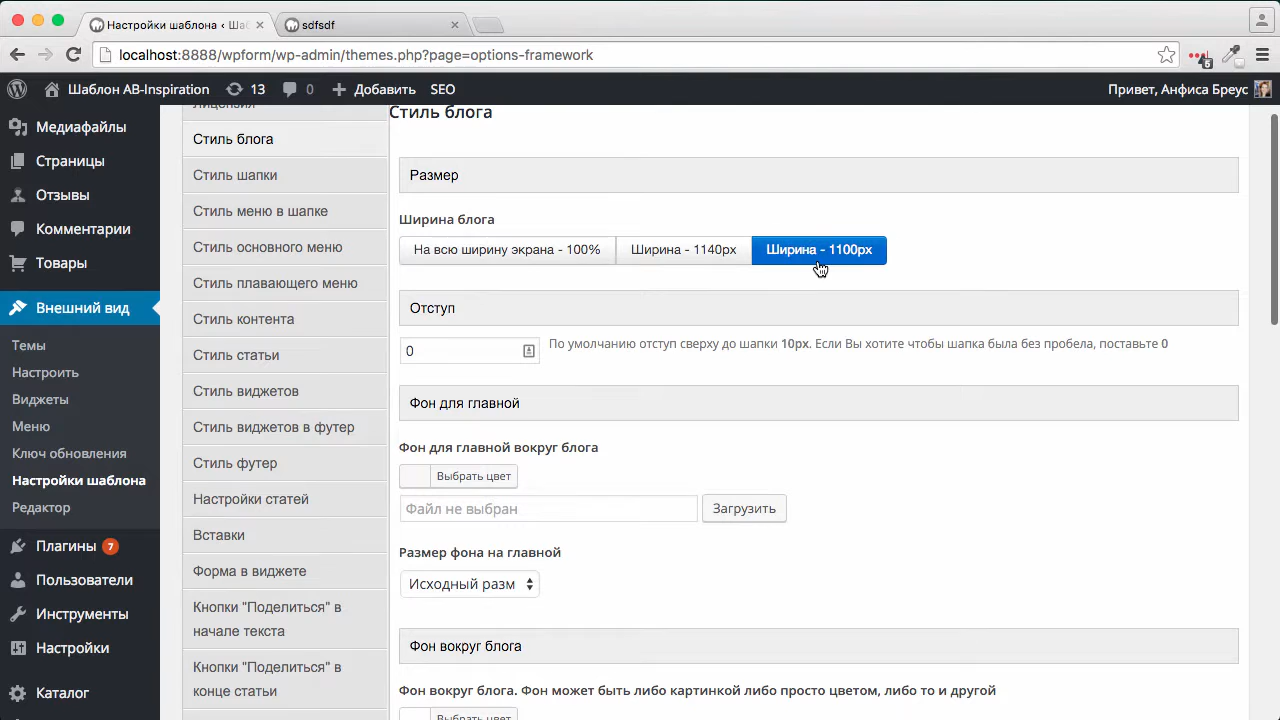 Настройки шаблона ‹ Ша
sdfsdf
localhost:8888/wpform/wp-admin/themes.php?page=options-framework
5
Шаблон AB-Inspiration
13
0
Добавить
SEO
Привет, Анфиса Бреус
Медиафайлы
Страницы
Отзывы
Комментарии
Товары
Внешний вид
Темы
Настроить
Виджеты
Меню
Ключ обновления
Настройки шаблона
Редактор
Плагины 7
Пользователи
Инструменты
Настройки
Каталог
Лицензия
Стиль блога
Стиль шапки
Стиль меню в шапке
Стиль основного меню
Стиль плавающего меню
Стиль контента
Стиль статьи
Стиль виджетов
Стиль виджетов в футер
Стиль футер
Настройки статей
Вставки
Форма в виджете
Кнопки "Поделиться" в
начале текста
Кнопки "Поделиться" в
конце статьи
Стиль блога
Размер
Ширина блога
На всю ширину экрана - 100%
Ширина - 1140px
Ширина - 1100px
Отступ
0
По умолчанию отступ сверху до шапки 10px. Если Вы хотите чтобы шапка была без пробела, поставьте 0
Фон для главной
Фон для главной вокруг блога
Выбрать цвет
Файл не выбран
Загрузить
Размер фона на главной
Исходный разм
Фон вокруг блога
Фон вокруг блога. Фон может быть либо картинкой либо просто цветом, либо то и другой
Выбрать цвет